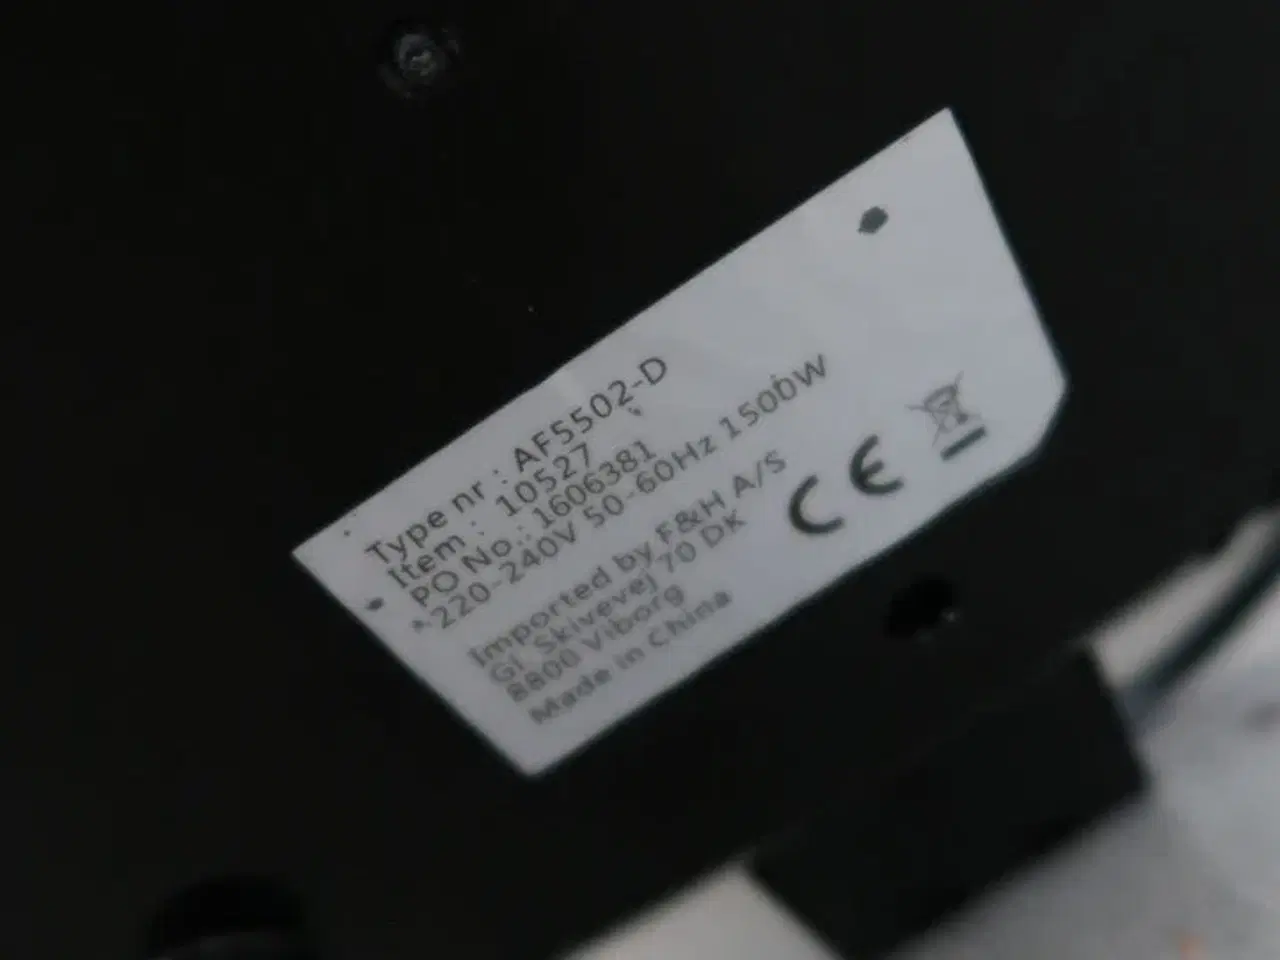 Type nr : AF5502-D
Item : 10527
PO No.: 1606381
220-240V 50-60Hz 1500W
Imported by F&H A/S
Gl. Skivevej 70 DK
8800 Viborg
Made in China
CE